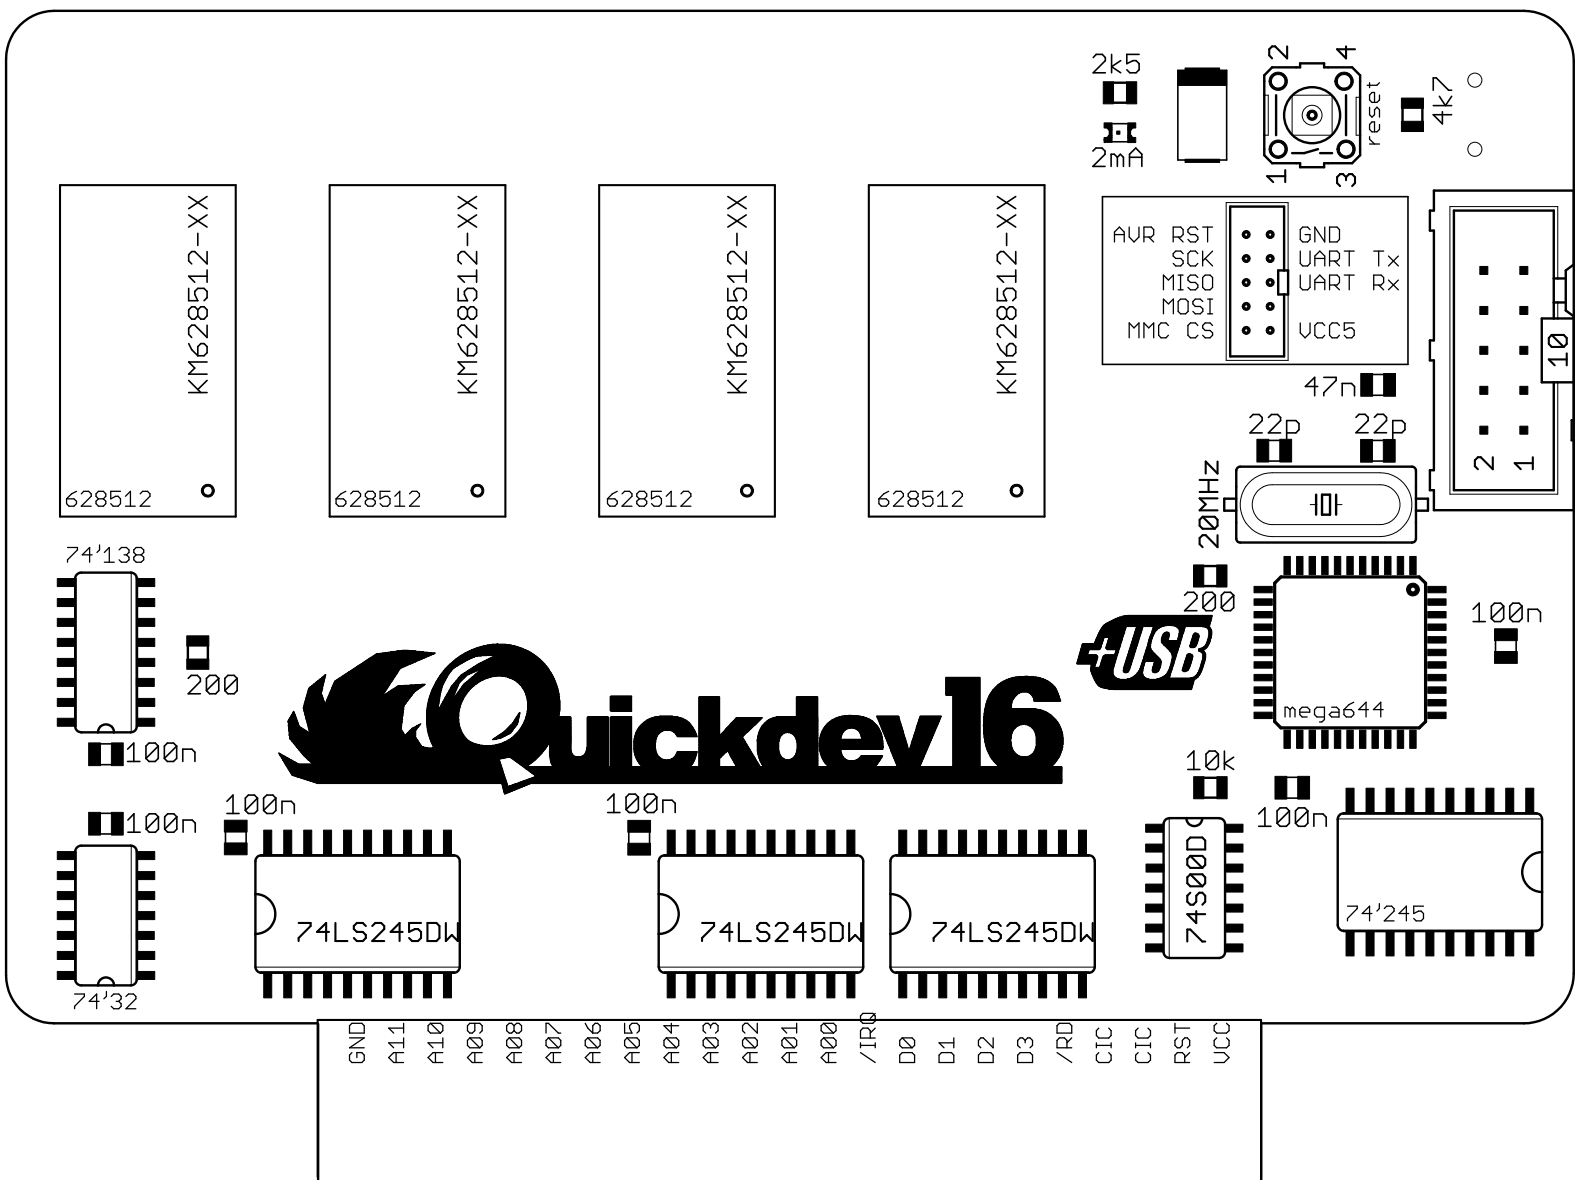 2k5
2mA
2
4
1
3
reset
4k7
KM628512-XX
628512
KM628512-XX
628512
KM628512-XX
628512
KM628512-XX
628512
AVR RST
SCK
MISO
MOSI
MMC CS
GND
UART Tx
UART Rx
VCC5
10
2
1
47n
22p
22p
20MHz
200
74'138
200
100n
100n
74'32
Quickdev16
+USB
mega644
100n
100n
74LS245DW
100n
74LS245DW
74LS245DW
10k
74S00D
100n
74'245
GND
A11
A10
A09
A08
A07
A06
A05
A04
A03
A02
A01
A00
/IRQ
D0
D1
D2
D3
/RD
CIC
CIC
RST
VCC